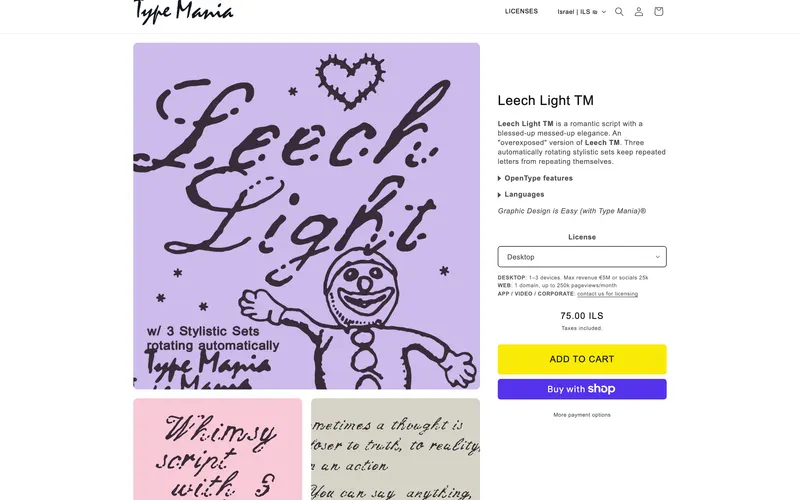 Type Mania
LICENSES
Israel | ILS ₪
Leech
Light
w/ 3 Stylistic Sets
rotating automatically
Type Mania
Type Mania
Leech Light TM
Leech Light TM is a romantic script with a
blessed-up messed-up elegance. An
"overexposed" version of Leech TM. Three
automatically rotating stylistic sets keep repeated
letters from repeating themselves.
OpenType features
Languages
Graphic Design is Easy (with Type Mania)®
License
Desktop
DESKTOP: 1–3 devices. Max revenue €5M or socials 25k
WEB: 1 domain, up to 250k pageviews/month
APP / VIDEO / CORPORATE: contact us for licensing
75.00 ILS
Taxes included.
ADD TO CART
Buy with shop
More payment options
Whimsy
script
with 3
ometimes a thought is
loser to truth, to reality,
n an action
You can say anything,